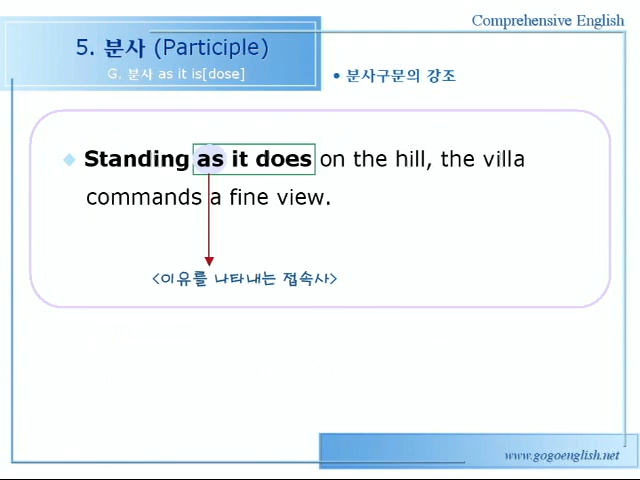 Comprehensive English
5. 분사 (Participle)
G. 분사 as it is[dose]
• 분사구문의 강조
Standing as it does on the hill, the villa
commands a fine view.
<이유를 나타내는 접속사>
www.gogoenglish.net